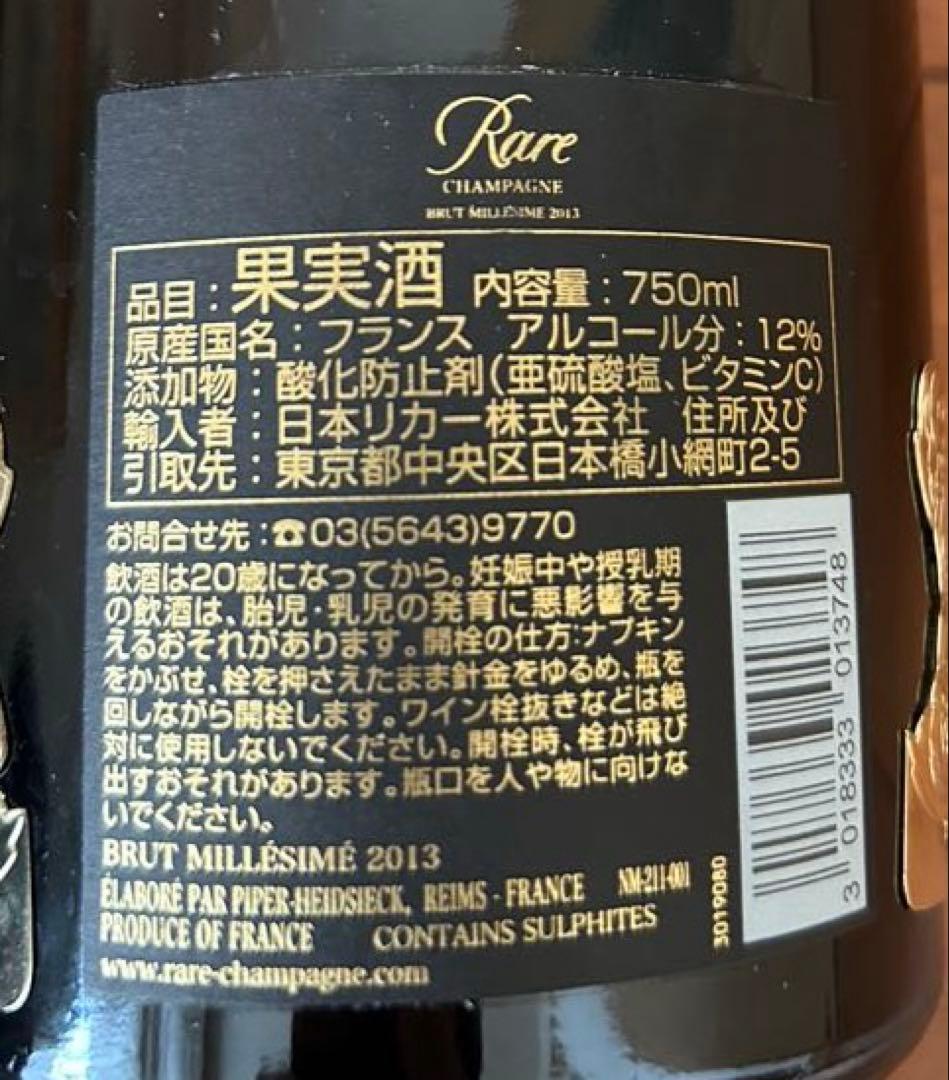 Rare
CHAMPAGNE
BRUT MILLÉSIME 2013
品目：果実酒 内容量：750ml
原産国名：フランス アルコール分：12%
添加物：酸化防止剤（亜硫酸塩、ビタミンC）
輸入者：日本リカー株式会社 住所及び
引取先：東京都中央区日本橋小網町2-5
お問合せ先：☎03(5643)9770
飲酒は20歳になってから。妊娠中や授乳期
の飲酒は、胎児・乳児の発育に悪影響を与
えるおそれがあります。開栓の仕方:ナプキン
をかぶせ、栓を押さえたまま針金をゆるめ、瓶を
回しながら開栓します。ワイン栓抜きなどは絶
対に使用しないでください。開栓時、栓が飛び
出すおそれがあります。瓶口を人や物に向けな
いでください。
BRUT MILLÉSIMÉ 2013
ÉLABORÉ PAR PIPER-HEIDSIECK, REIMS - FRANCE NM-211-001
PRODUCE OF FRANCE CONTAINS SULPHITES
www.rare-champagne.com
3019080
3 018333 013748